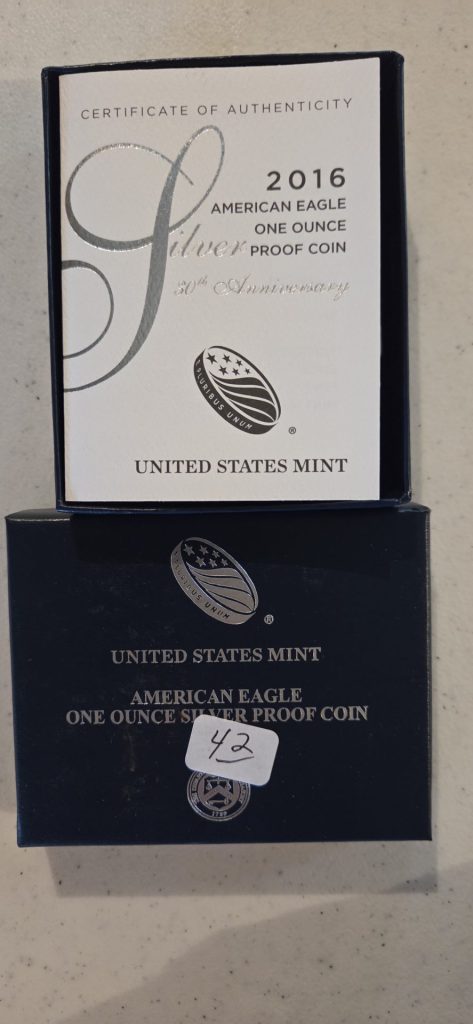 CERTIFICATE OF AUTHENTICITY
2016
AMERICAN EAGLE
ONE OUNCE
Silver PROOF COIN
30th Anniversary
E PLURIBUS UNUM
®
UNITED STATES MINT
E PLURIBUS UNUM
®
UNITED STATES MINT
AMERICAN EAGLE
ONE OUNCE SILVER PROOF COIN
42
1789